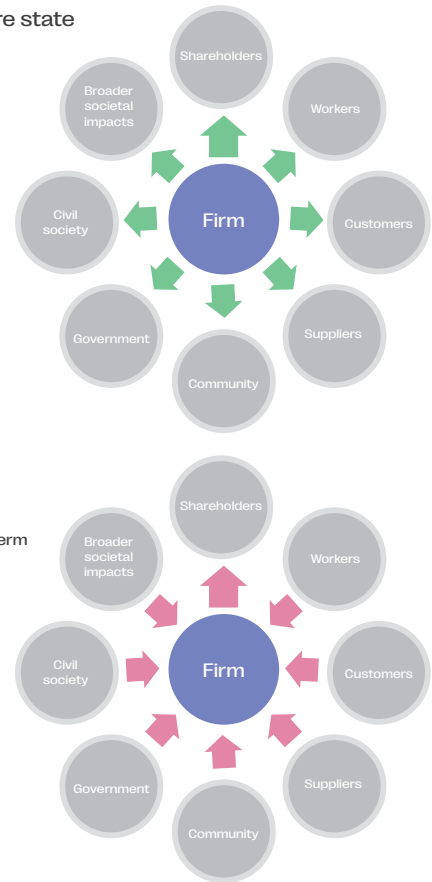 re state
Shareholders
Broader
societal
impacts
Workers
Civil
society
Firm
Customers
Government
Suppliers
Community
Shareholders
erm
Broader
societal
impacts
Workers
Civil
society
Firm
Customers
Government
Suppliers
Community